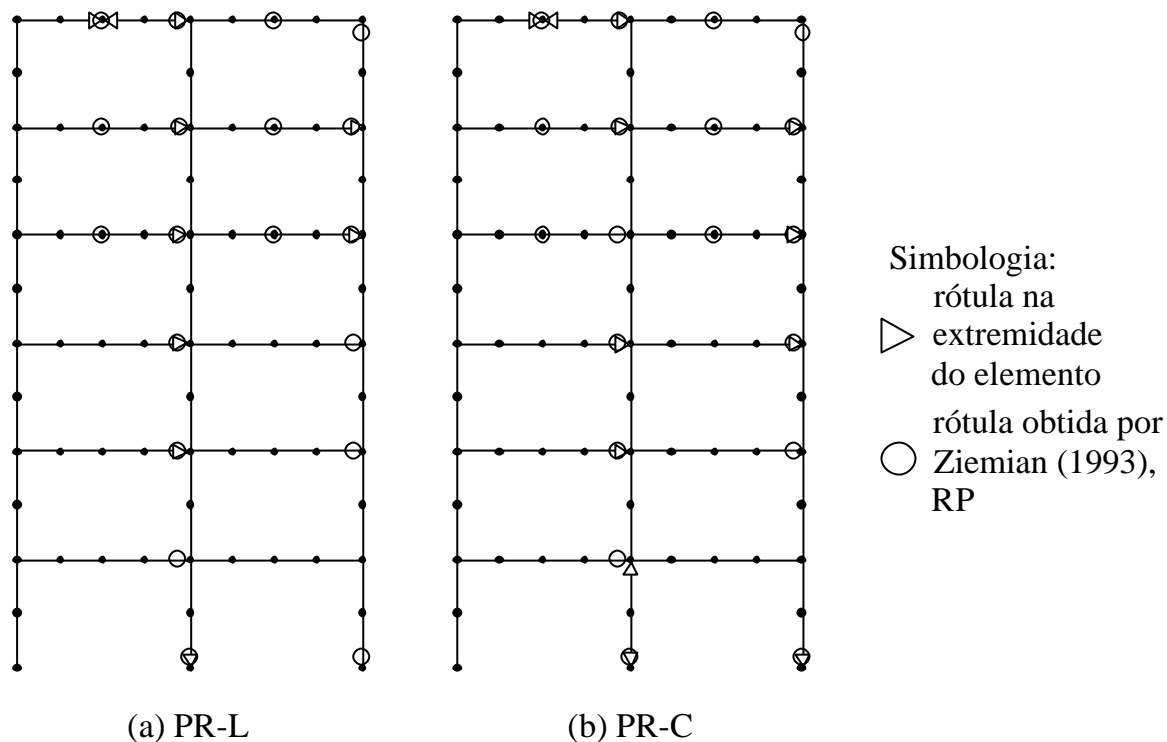 Simbologia:
rótula na
extremidade
do elemento
rótula obtida por
Ziemian (1993),
RP
(a) PR-L
(b) PR-C